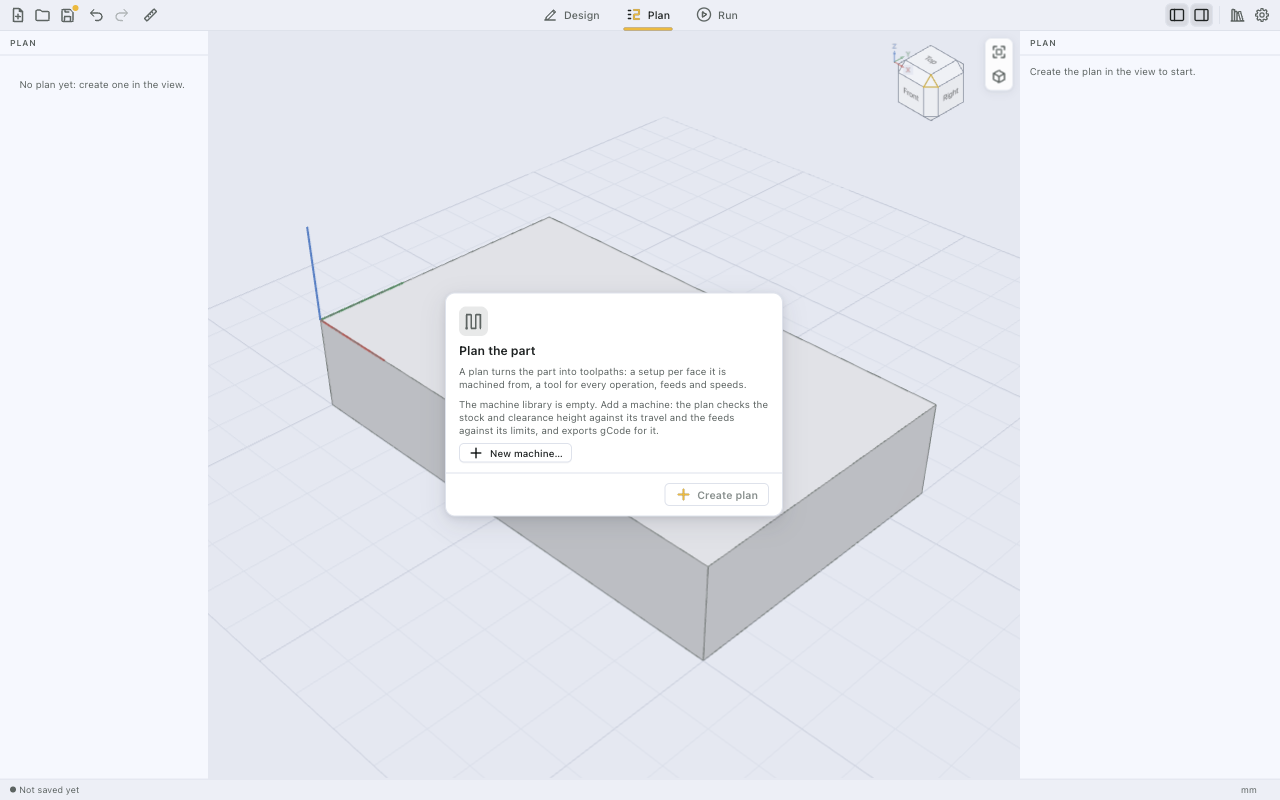 Design
Plan
Run
PLAN
No plan yet: create one in the view.
Z
Y
X
Top
Front
Right
PLAN
Create the plan in the view to start.
Plan the part
A plan turns the part into toolpaths: a setup per face it is
machined from, a tool for every operation, feeds and speeds.
The machine library is empty. Add a machine: the plan checks the
stock and clearance height against its travel and the feeds
against its limits, and exports gCode for it.
New machine...
Create plan
Not saved yet
mm